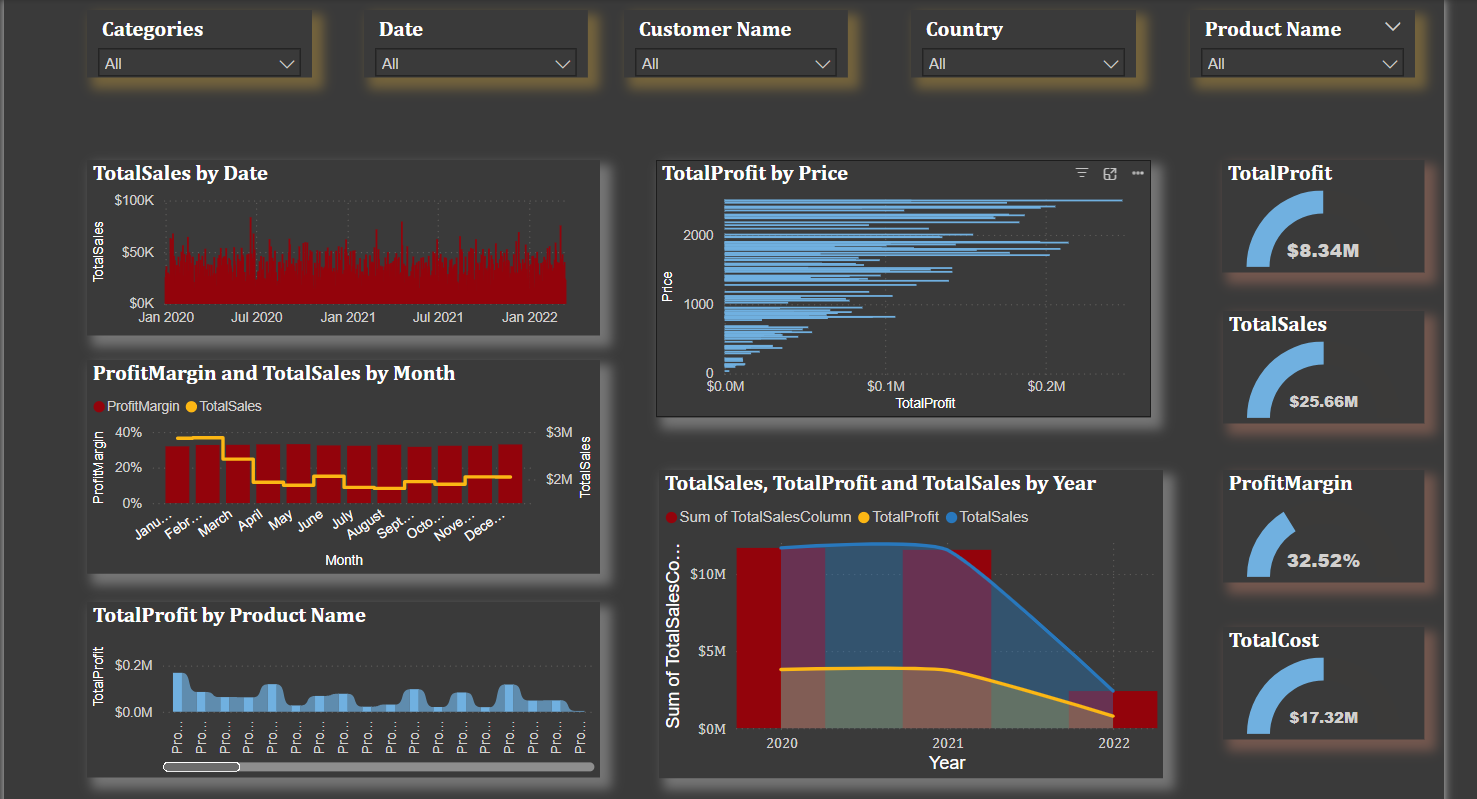 Categories
All
Date
All
Customer Name
All
Country
All
Product Name
All
TotalSales by Date
TotalSales
$100K
$50K
$0K
Jan 2020 Jul 2020 Jan 2021 Jul 2021 Jan 2022
ProfitMargin and TotalSales by Month
ProfitMargin TotalSales
ProfitMargin
40%
20%
0%
$3M
$2M
TotalSales
Janu... Febr... March April May June July August Sept... Octo... Nove... Dece...
Month
TotalProfit by Product Name
TotalProfit
$0.2M
$0.0M
Pro... Pro... Pro... Pro... Pro... Pro... Pro... Pro... Pro... Pro... Pro... Pro... Pro... Pro... Pro... Pro... Pro... Pro...
TotalProfit by Price
Price
2000
1000
0
$0.0M $0.1M $0.2M
TotalProfit
TotalSales, TotalProfit and TotalSales by Year
Sum of TotalSalesColumn TotalProfit TotalSales
Sum of TotalSalesCo...
$10M
$5M
$0M
2020 2021 2022
Year
TotalProfit
$8.34M
TotalSales
$25.66M
ProfitMargin
32.52%
TotalCost
$17.32M